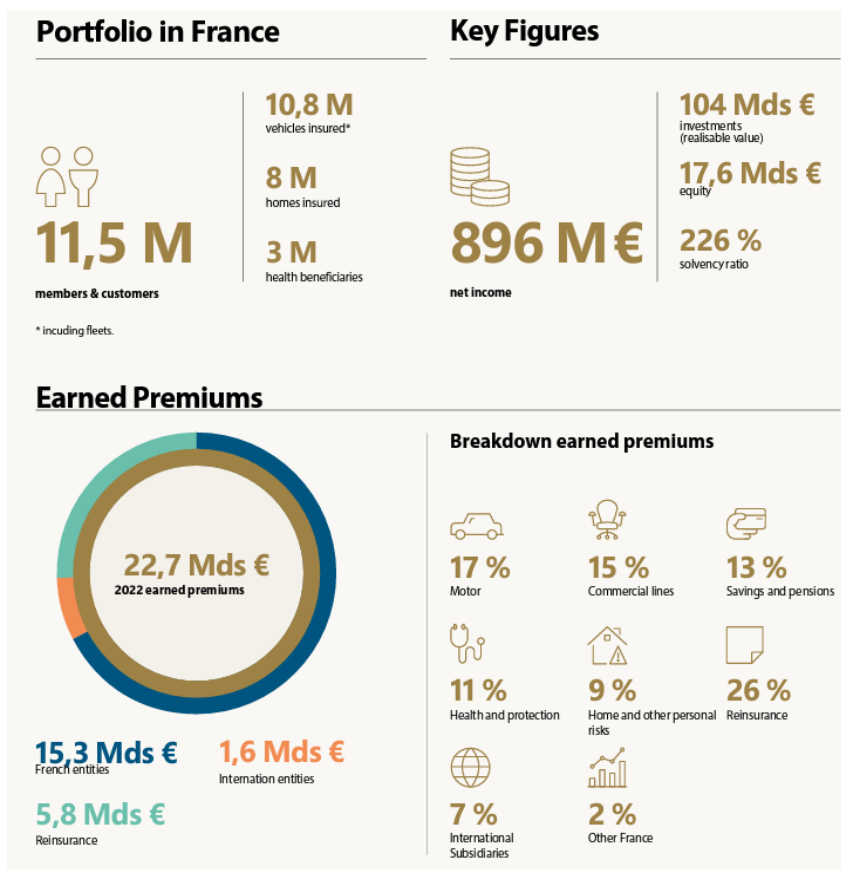 Portfolio in France
11,5 M
members & customers
* incuding fleets.
10,8 M
vehicles insured*
8 M
homes insured
3 M
health beneficiaries
Key Figures
896 M€
net income
104 Mds €
investments
(realisable value)
17,6 Mds €
equity
226 %
solvency ratio
Earned Premiums
22,7 Mds €
2022 earned premiums
15,3 Mds €
French entities
1,6 Mds €
Internation entities
5,8 Mds €
Reinsurance
Breakdown earned premiums
17 %
Motor
15 %
Commercial lines
13 %
Savings and pensions
11 %
Health and protection
9 %
Home and other personal
risks
26 %
Reinsurance
7 %
International
Subsidiaries
2 %
Other France